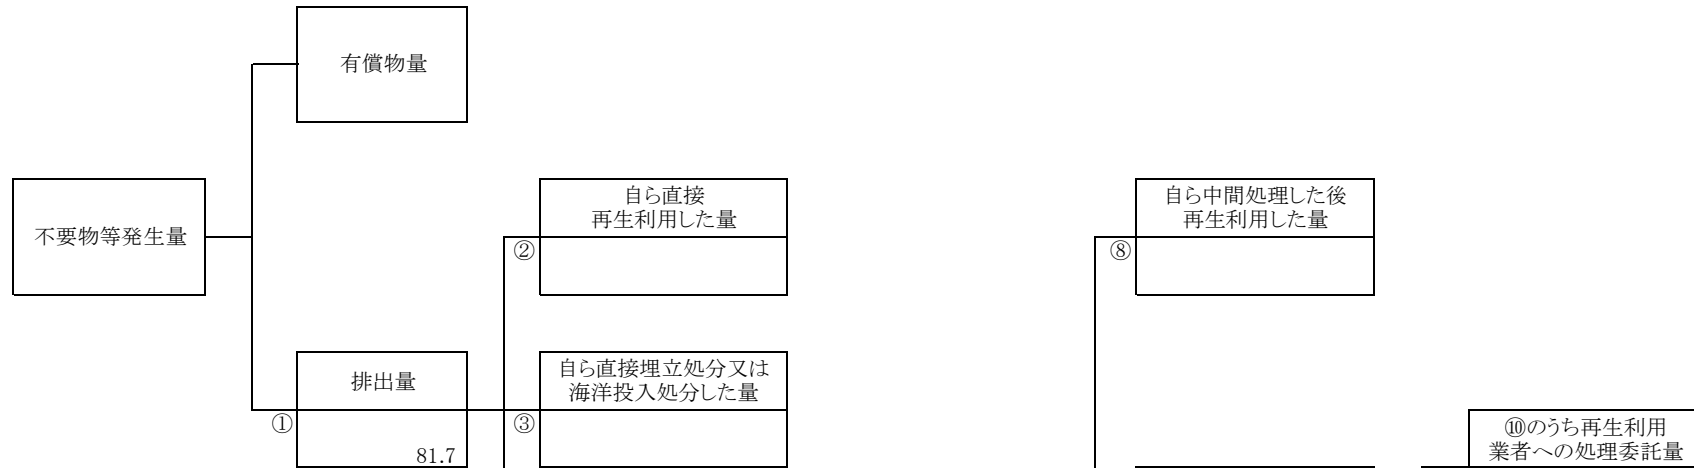 有償物量
不要物等発生量
自ら直接
再生利用した量
②
自ら中間処理した後
再生利用した量
⑧
排出量
①
81.7
自ら直接埋立処分又は
海洋投入処分した量
③
⑩のうち再生利用
業者への処理委託量